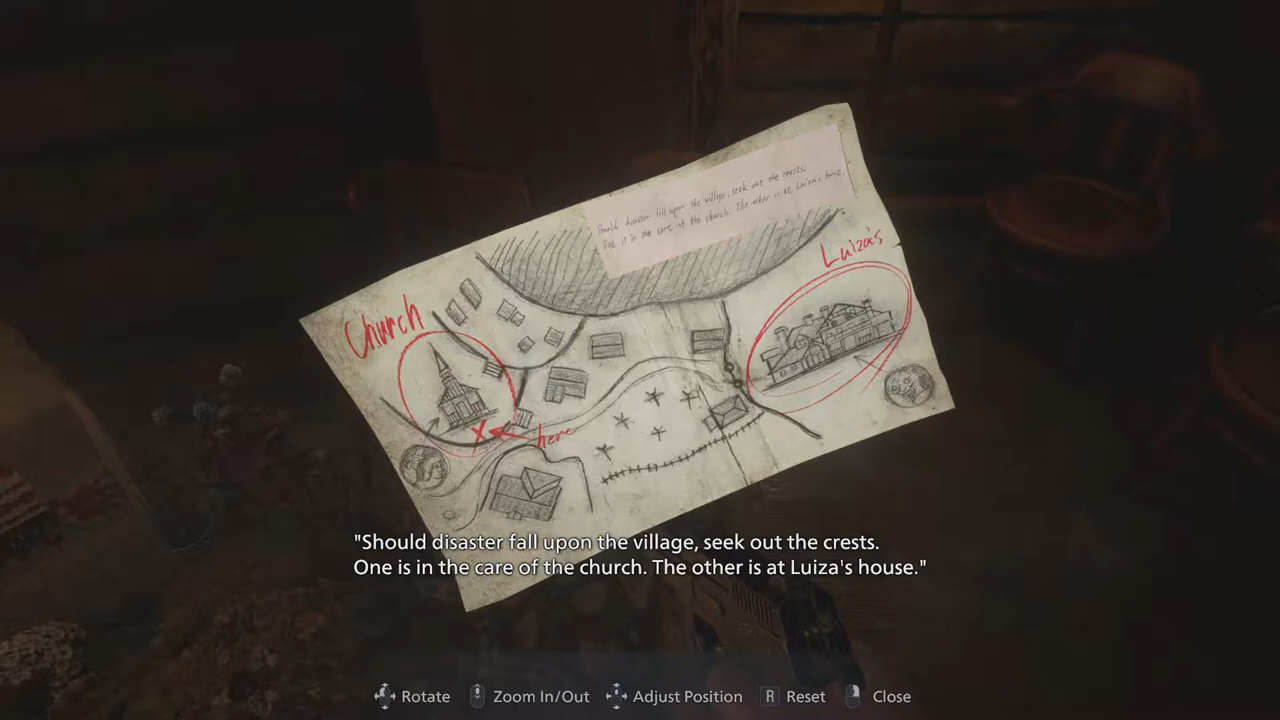 Should disaster fall upon the village, seek out the crests.
One is in the care of the church. The other is at Luiza's house.
Luiza's
Church
here
"Should disaster fall upon the village, seek out the crests.
One is in the care of the church. The other is at Luiza's house."
Rotate Zoom In/Out Adjust Position R Reset Close